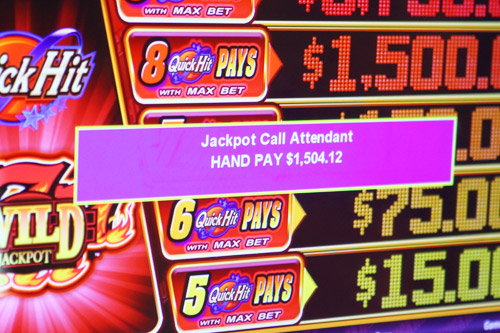 WITH MAX BET
Quick Hit
8 Quick Hit PAYS
WITH MAX BET
$1,500.
Jackpot Call Attendant
HAND PAY $1,504.12
WILD
JACKPOT
6 Quick Hit PAYS
WITH MAX BET
$75.0
5 Quick Hit PAYS
WITH MAX BET
$15.0